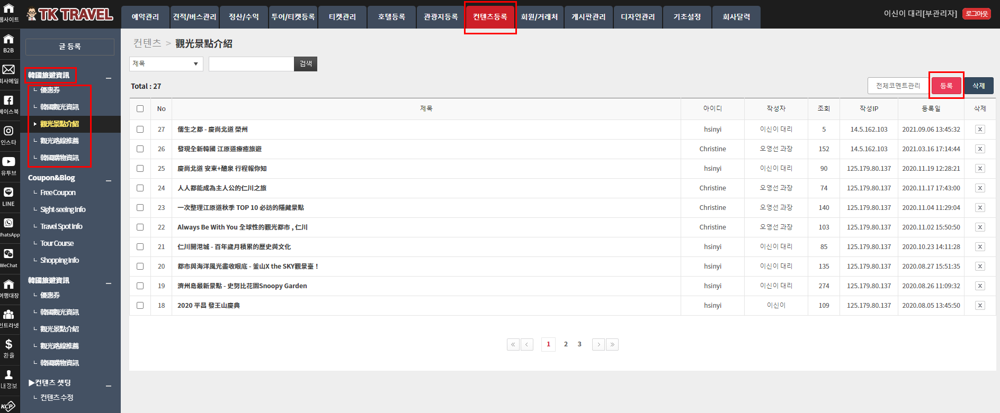 TK TRAVEL
예약관리
견적/버스관리
정산/수익
투어/티켓등록
티켓관리
호텔등록
관광지등록
컨텐츠등록
회원/거래처
게시판관리
디자인관리
기초설정
회사달력
이신이 대리[부관리자]
로그아웃
웹사이트
B2B
회사메일
페이스북
인스타
유투브
LINE
WhatsApp
WeChat
여행대장
인트라넷
환율
내정보
KCP
글 등록
韓國旅遊資訊
優惠券
韓國觀光資訊
觀光景點介紹
觀光路線推薦
韓國購物資訊
Coupon&Blog
Free Coupon
Sight-seeing Info
Travel Spot Info
Tour Course
Shopping Info
韓國旅遊資訊
優惠券
韓國觀光資訊
觀光景點介紹
觀光路線推薦
韓國購物資訊
▶컨텐츠 셋팅
컨텐츠 수정
컨텐츠 > 觀光景點介紹
제목 검색
Total : 27
전체코멘트관리 등록 삭제
No 제목 아이디 작성자 조회 작성IP 등록일 삭제
27 儒生之都 - 慶尚北道 榮州 hsinyi 이신이 대리 5 14.5.162.103 2021.09.06 13:45:32 X
26 發現全新韓國 江原道療癒旅遊 Christine 오영선 과장 152 14.5.162.103 2021.03.16 17:14:44 X
25 慶尚北道 安東+醴泉 行程報你知 hsinyi 이신이 대리 90 125.179.80.137 2020.11.19 12:28:21 X
24 人人都能成為主人公的仁川之旅 Christine 오영선 과장 74 125.179.80.137 2020.11.17 17:43:00 X
23 一次整理江原道秋季 TOP 10 必訪的隱藏景點 Christine 오영선 과장 140 125.179.80.137 2020.11.04 11:29:04 X
22 Always Be With You 全球性的觀光都市 , 仁川 Christine 오영선 과장 103 125.179.80.137 2020.11.02 15:50:50 X
21 仁川開港城 - 百年歲月積累的歷史與文化 hsinyi 이신이 대리 85 125.179.80.137 2020.10.23 14:11:28 X
20 都市與海洋風光盡收眼底 - 釜山X the SKY觀景臺！ hsinyi 이신이 대리 135 125.179.80.137 2020.08.27 15:51:35 X
19 濟州島最新景點 - 史努比花園Snoopy Garden hsinyi 이신이 대리 274 125.179.80.137 2020.08.26 11:09:32 X
18 2020 平昌 發王山慶典 hsinyi 이신이 109 125.179.80.137 2020.08.05 13:45:50 X
« ‹ 1 2 3 › »